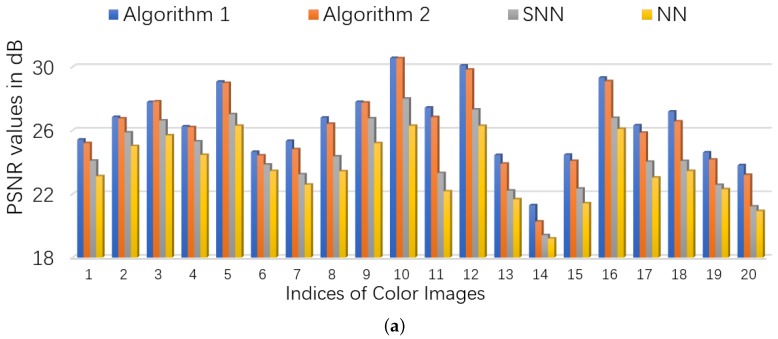 Algorithm 1 Algorithm 2 SNN NN
PSNR values in dB
30
26
22
18
1 2 3 4 5 6 7 8 9 10 11 12 13 14 15 16 17 18 19 20
Indices of Color Images
(a)